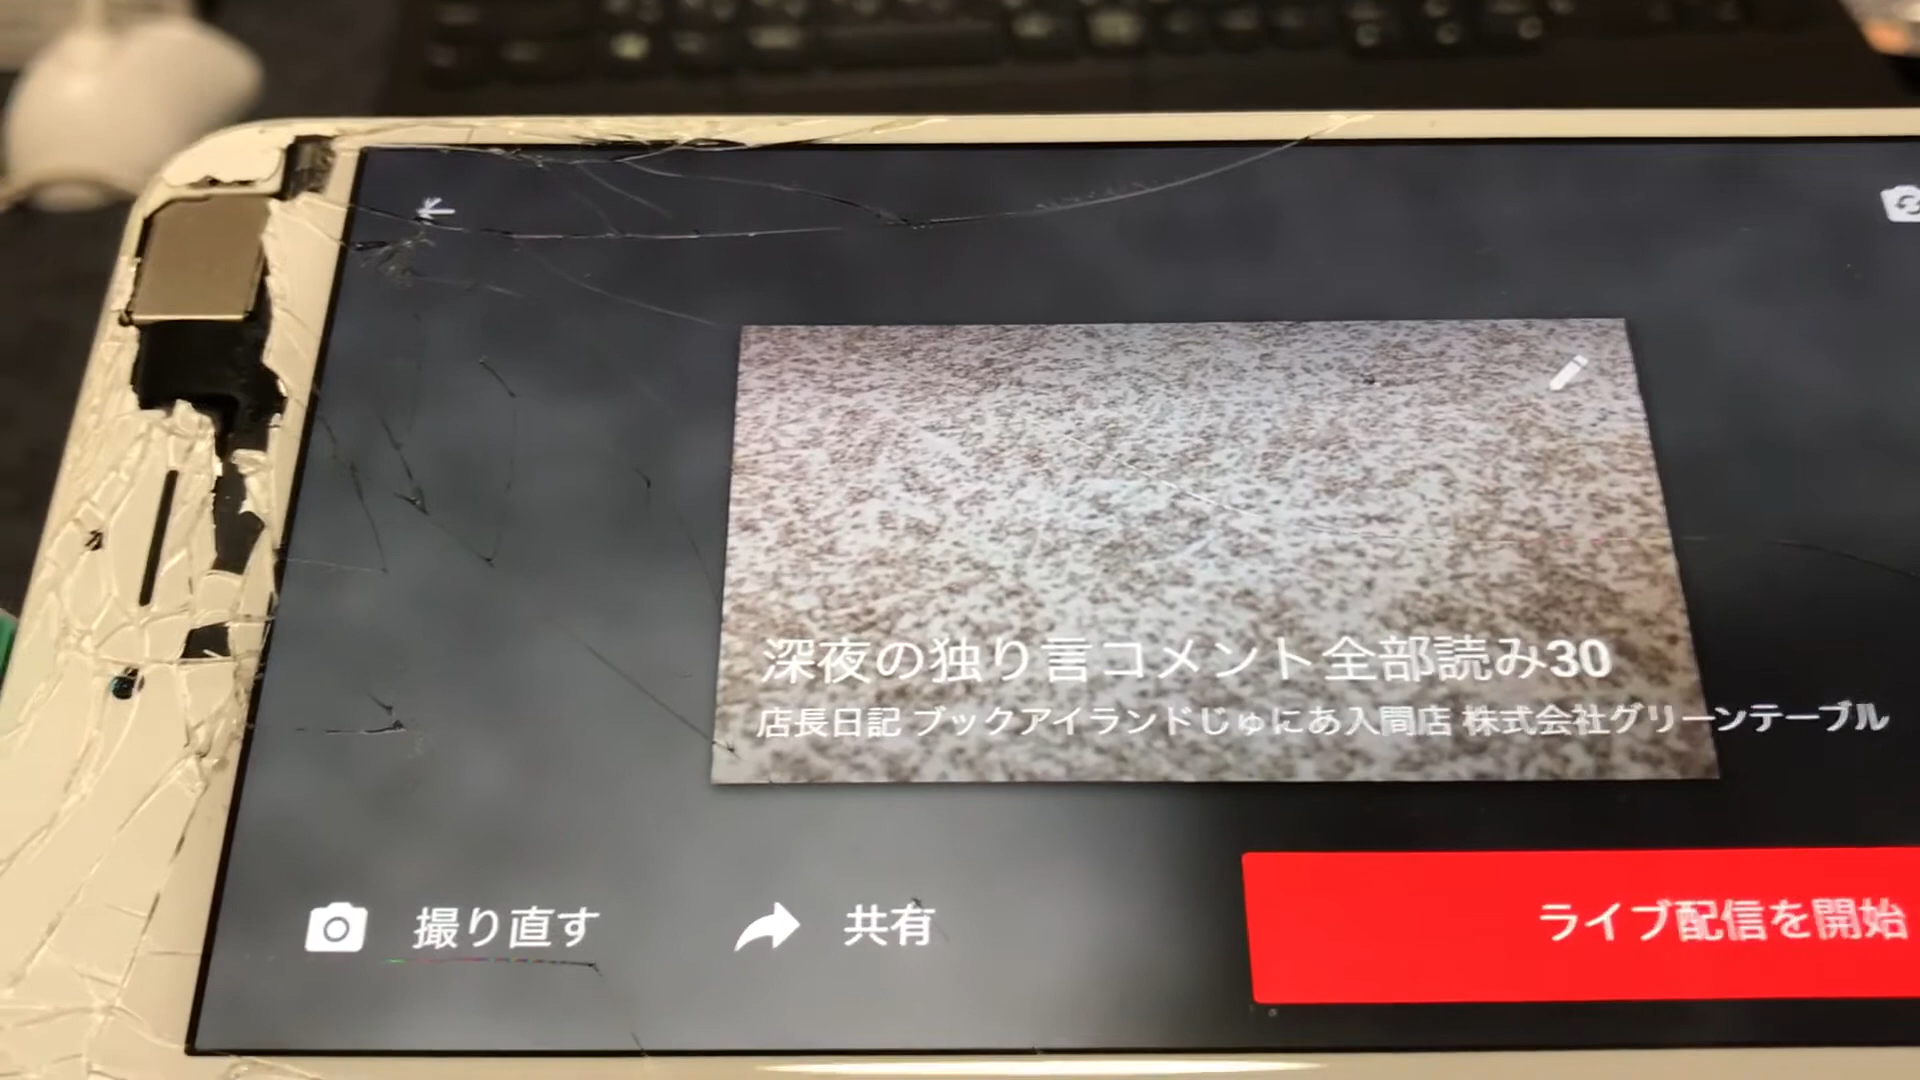 深夜の独り言コメント全部読み30
店長日記 ブックアイランドじゅにあ入間店 株式会社グリーンテーブル
撮り直す
共有
ライブ配信を開始